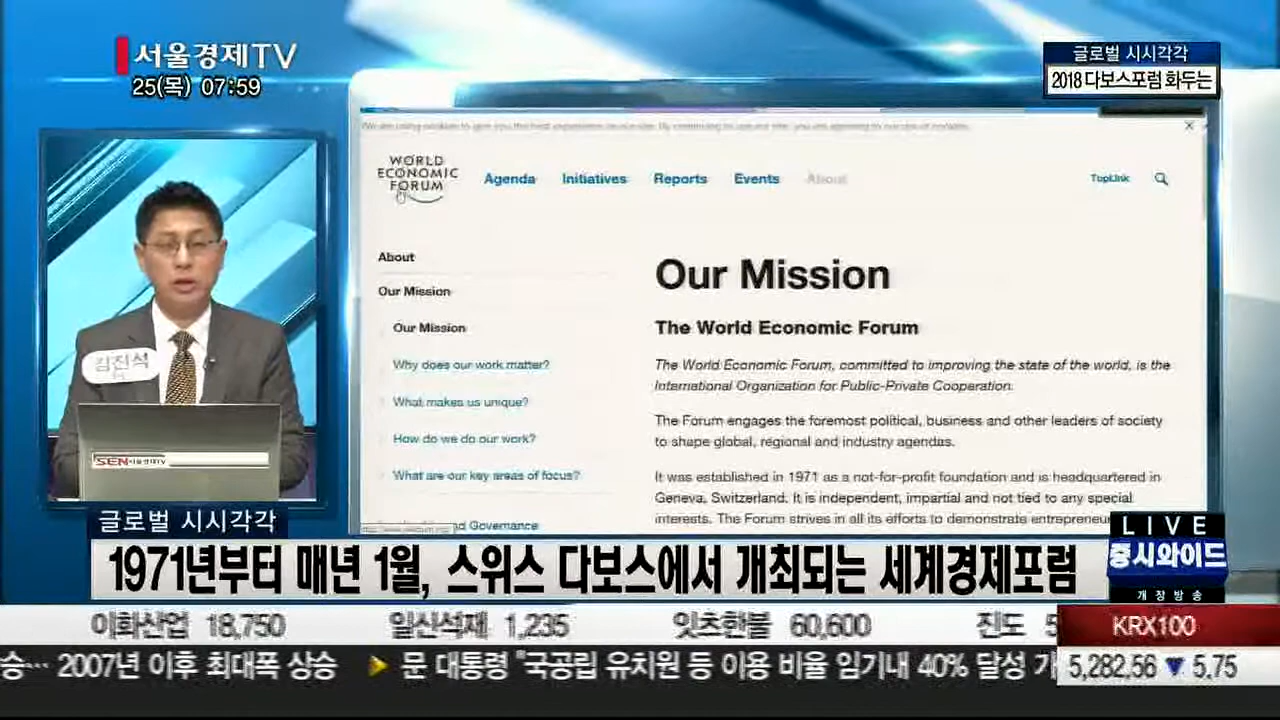 서울경제TV
25(목) 07:59
글로벌 시시각각
2018 다보스포럼 화두는
WORLD
ECONOMIC
FORUM
Agenda Initiatives Reports Events About
TopLink
About
Our Mission
Our Mission
Why does our work matter?
What makes us unique?
How do we do our work?
What are our key areas of focus?
nd Governance
Our Mission
The World Economic Forum
The World Economic Forum, committed to improving the state of the world, is the
International Organization for Public-Private Cooperation.
The Forum engages the foremost political, business and other leaders of society
to shape global, regional and industry agendas.
It was established in 1971 as a not-for-profit foundation and is headquartered in
Geneva, Switzerland. It is independent, impartial and not tied to any special
interests. The Forum strives in all its efforts to demonstrate entrepreneur
김진석
SEN 서울경제TV
글로벌 시시각각
1971년부터 매년 1월, 스위스 다보스에서 개최되는 세계경제포럼
LIVE
증시와이드
개장방송
이화산업 18,750 일신석재 1,235 잇츠한불 60,600 진도 5
KRX100
승… 2007년 이후 최대폭 상승 ▶ 문 대통령 "국공립 유치원 등 이용 비율 임기내 40% 달성 가
5,282.56 ▼ 5.75